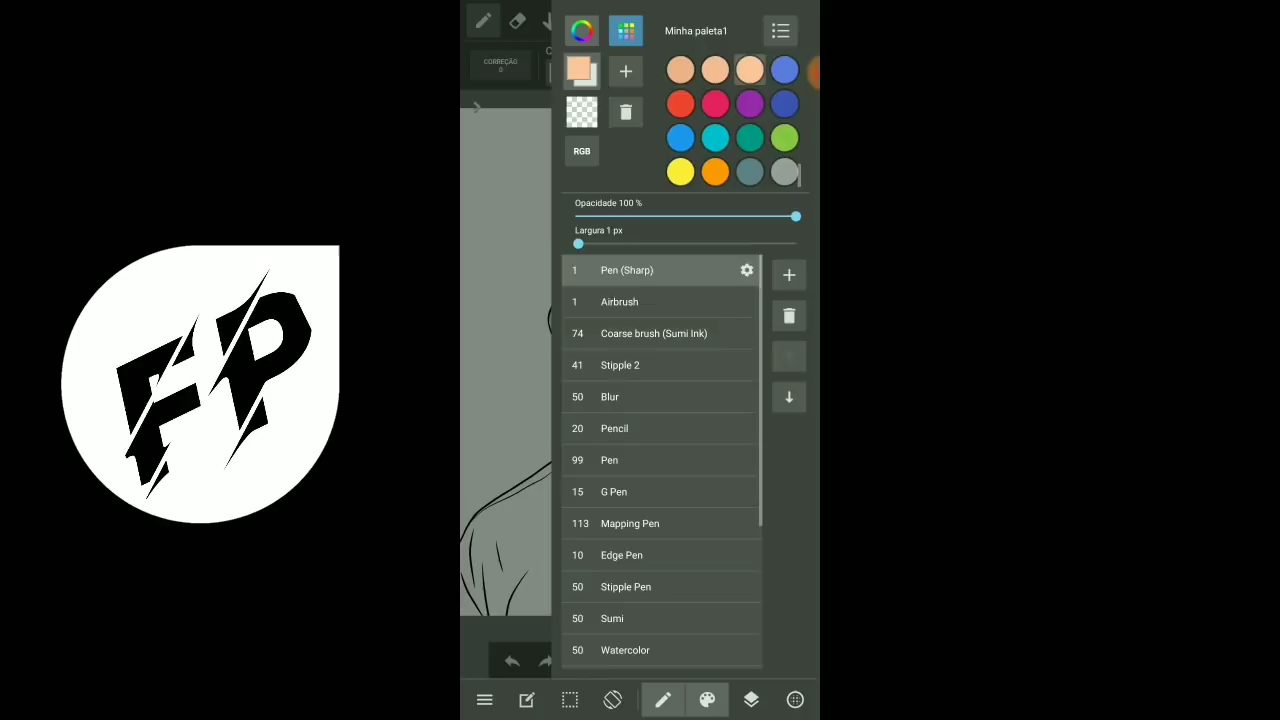 FP
Minha paleta1
CORREÇÃO
0
C
RGB
Opacidade 100 %
Largura 1 px
1 Pen (Sharp)
1 Airbrush
74 Coarse brush (Sumi Ink)
41 Stipple 2
50 Blur
20 Pencil
99 Pen
15 G Pen
113 Mapping Pen
10 Edge Pen
50 Stipple Pen
50 Sumi
50 Watercolor